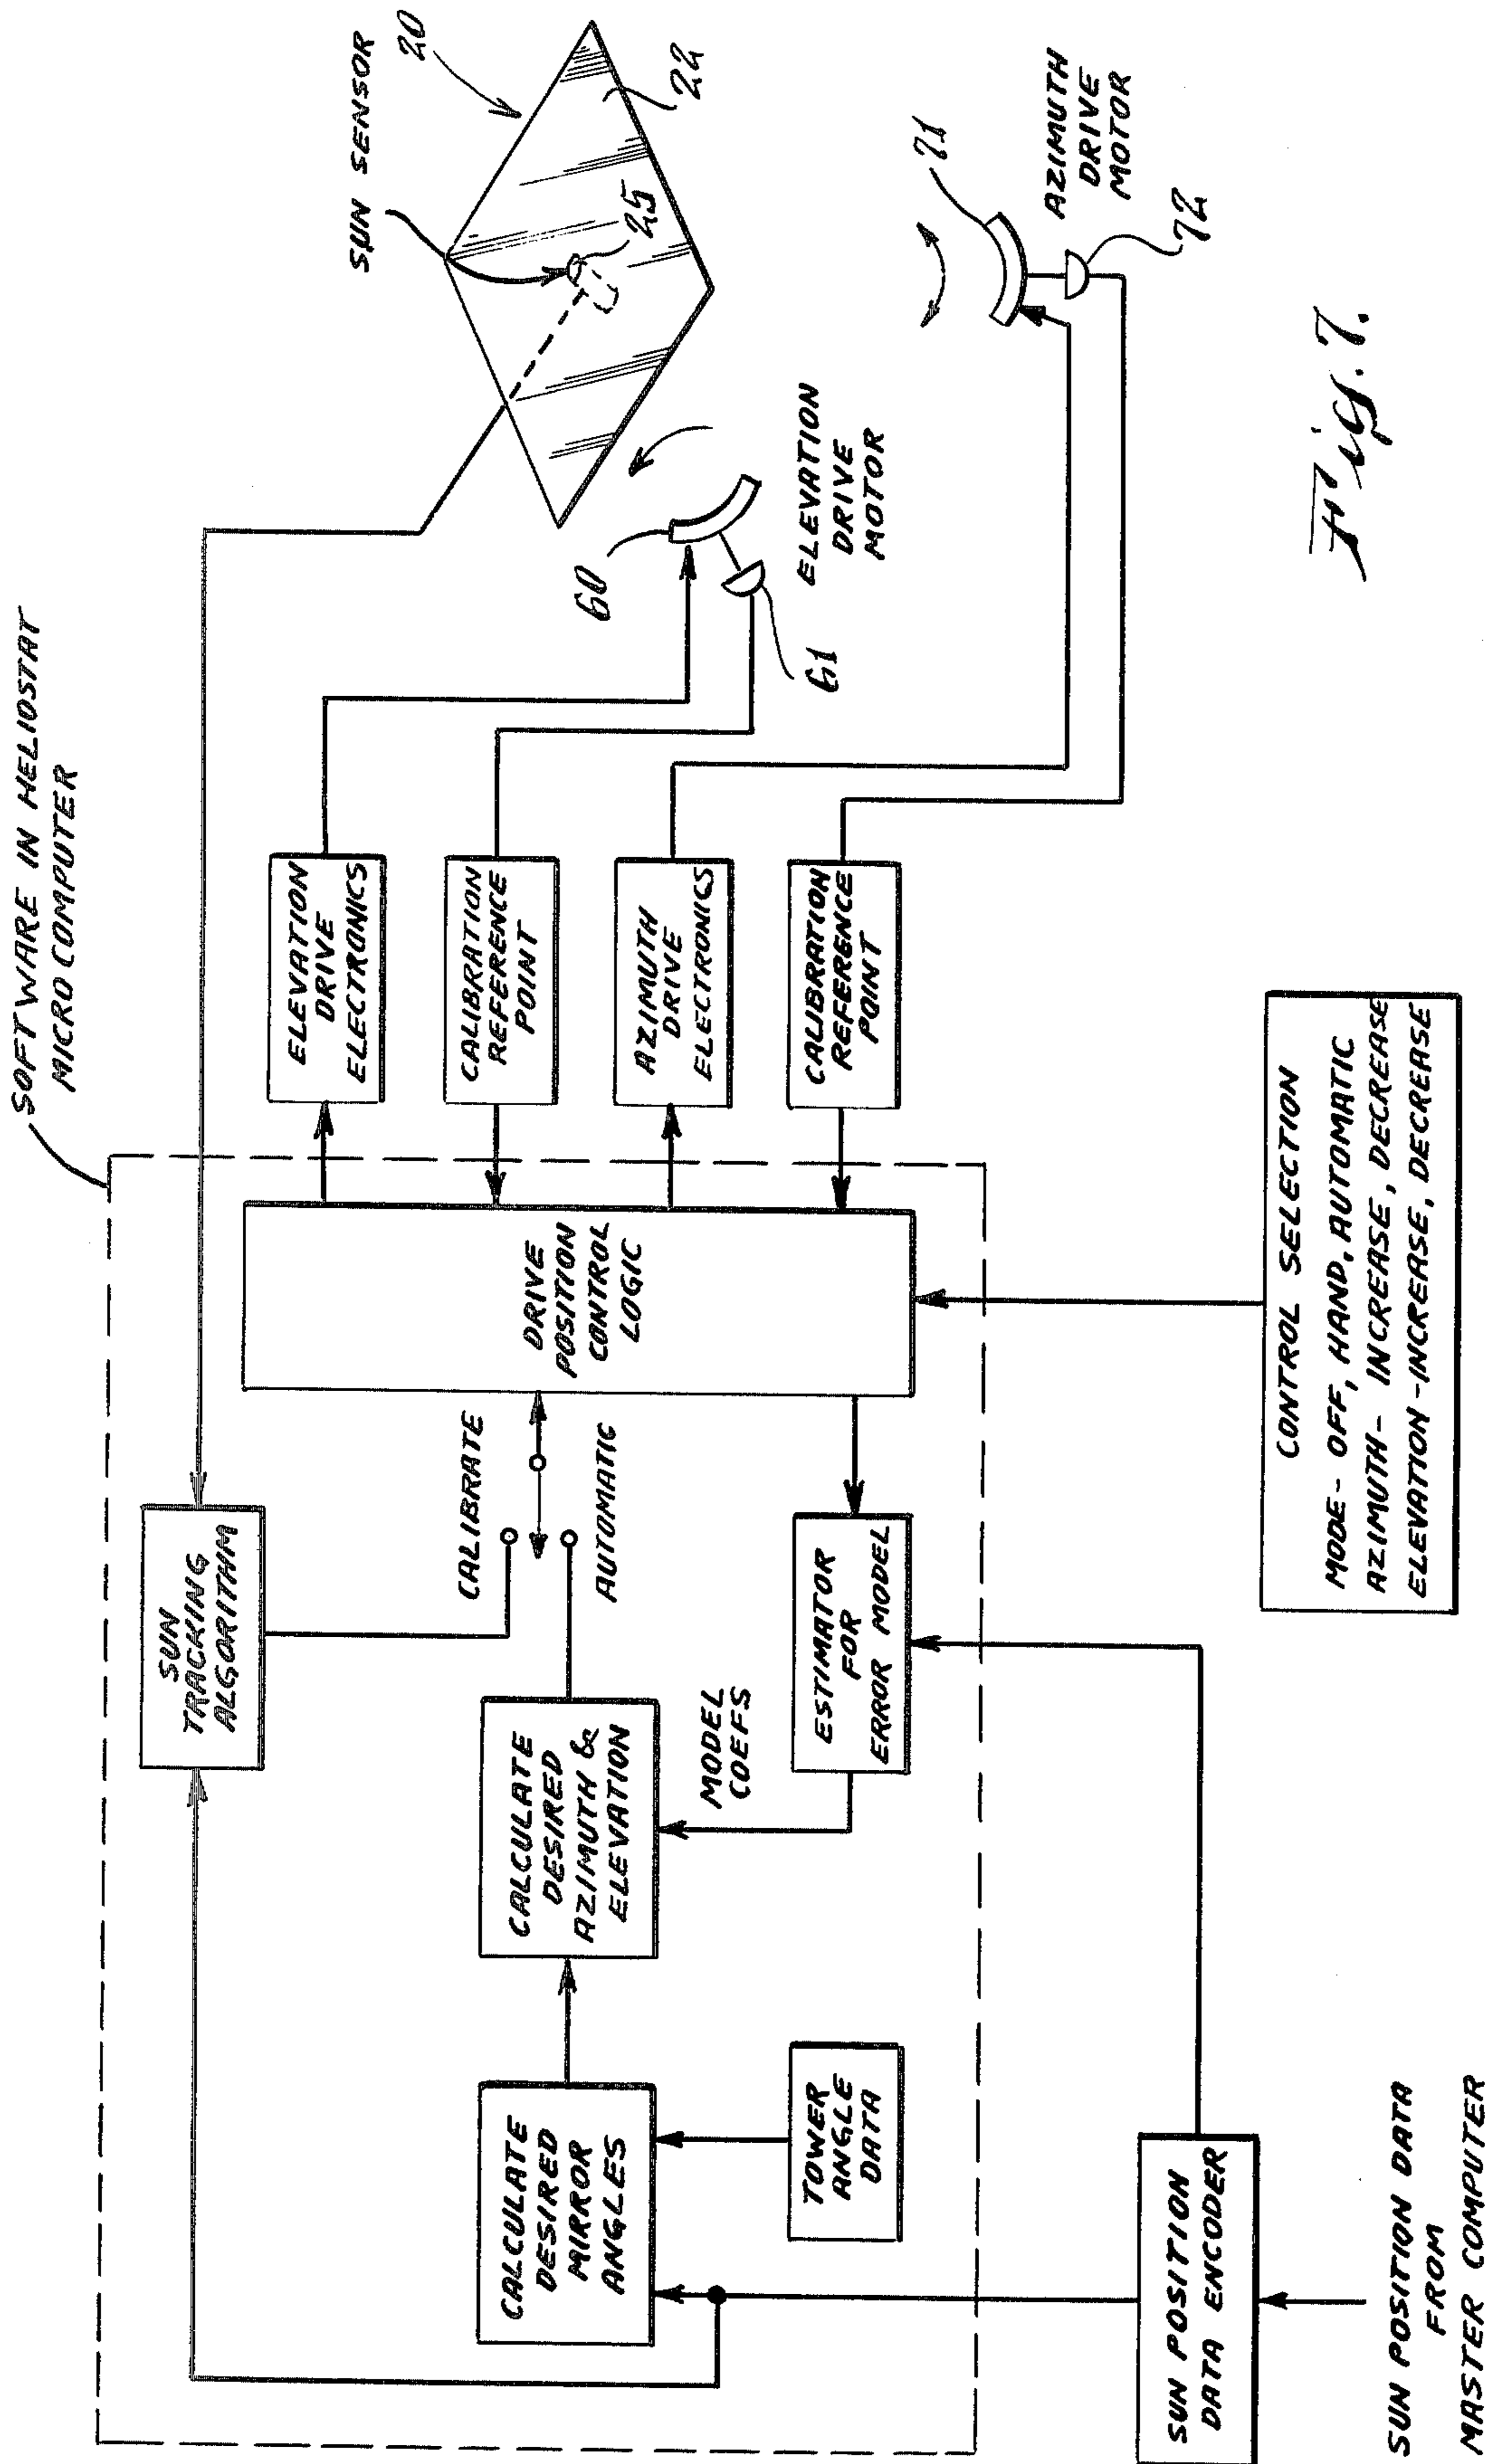 SOFTWARE IN HELIOSTAT
MICRO COMPUTER
SUN
TRACKING
ALGORITHM
SUN SENSOR
20
22
25
CALIBRATE
AUTOMATIC
CALCULATE
DESIRED
MIRROR
ANGLES
CALCULATE
DESIRED
AZIMUTH &
ELEVATION
DRIVE
POSITION
CONTROL
LOGIC
ELEVATION
DRIVE
ELECTRONICS
CALIBRATION
REFERENCE
POINT
AZIMUTH
DRIVE
ELECTRONICS
CALIBRATION
REFERENCE
POINT
60
61
ELEVATION
DRIVE
MOTOR
71
72
AZIMUTH
DRIVE
MOTOR
MODEL
COEFS
TOWER
ANGLE
DATA
ESTIMATOR
FOR
ERROR MODEL
SUN POSITION
DATA ENCODER
SUN POSITION DATA
FROM
MASTER COMPUTER
CONTROL SELECTION
MODE - OFF, HAND, AUTOMATIC
AZIMUTH - INCREASE, DECREASE
ELEVATION - INCREASE, DECREASE
Fig. 7.